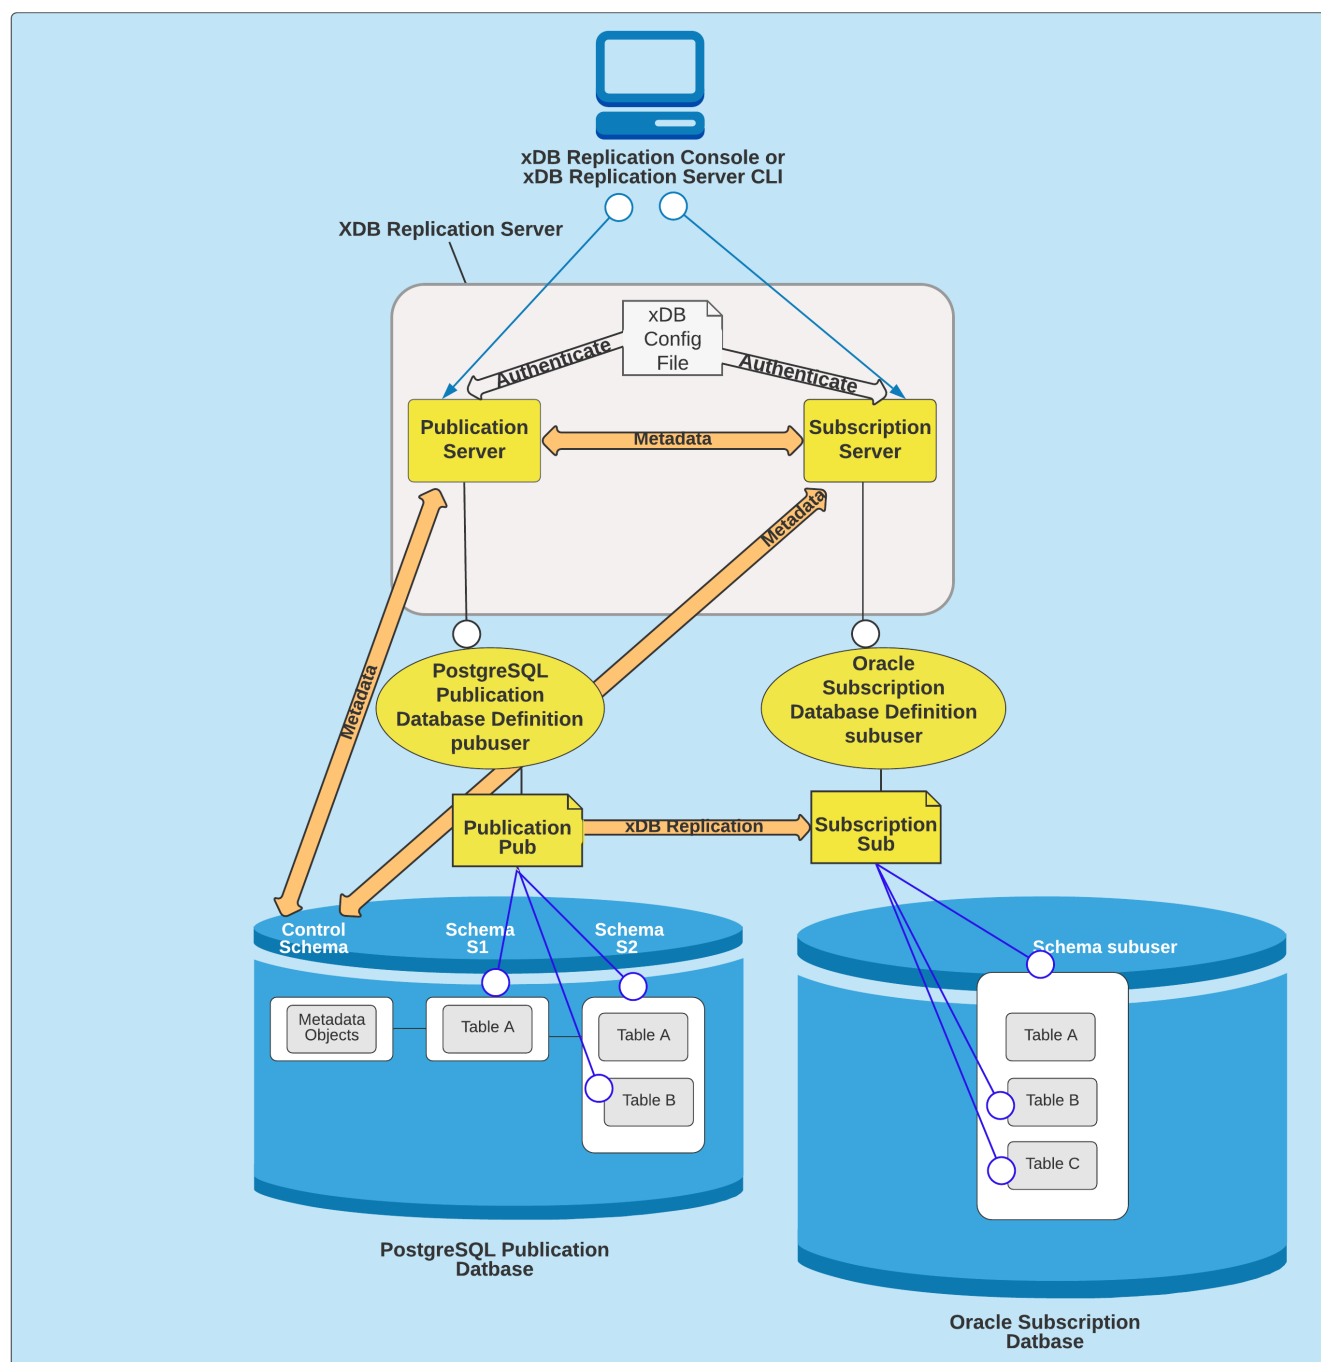 xDB Replication Console or
xDB Replication Server CLI
XDB Replication Server
xDB
Config
File
Authenticate
Authenticate
Publication
Server
Metadata
Subscription
Server
Metadata
Metadata
PostgreSQL
Publication
Database Definition
pubuser
Oracle
Subscription
Database Definition
subuser
Publication
Pub
xDB Replication
Subscription
Sub
Control
Schema
Schema
S1
Schema
S2
Schema subuser
Metadata
Objects
Table A
Table A
Table B
Table A
Table B
Table C
PostgreSQL Publication
Datbase
Oracle Subscription
Datbase